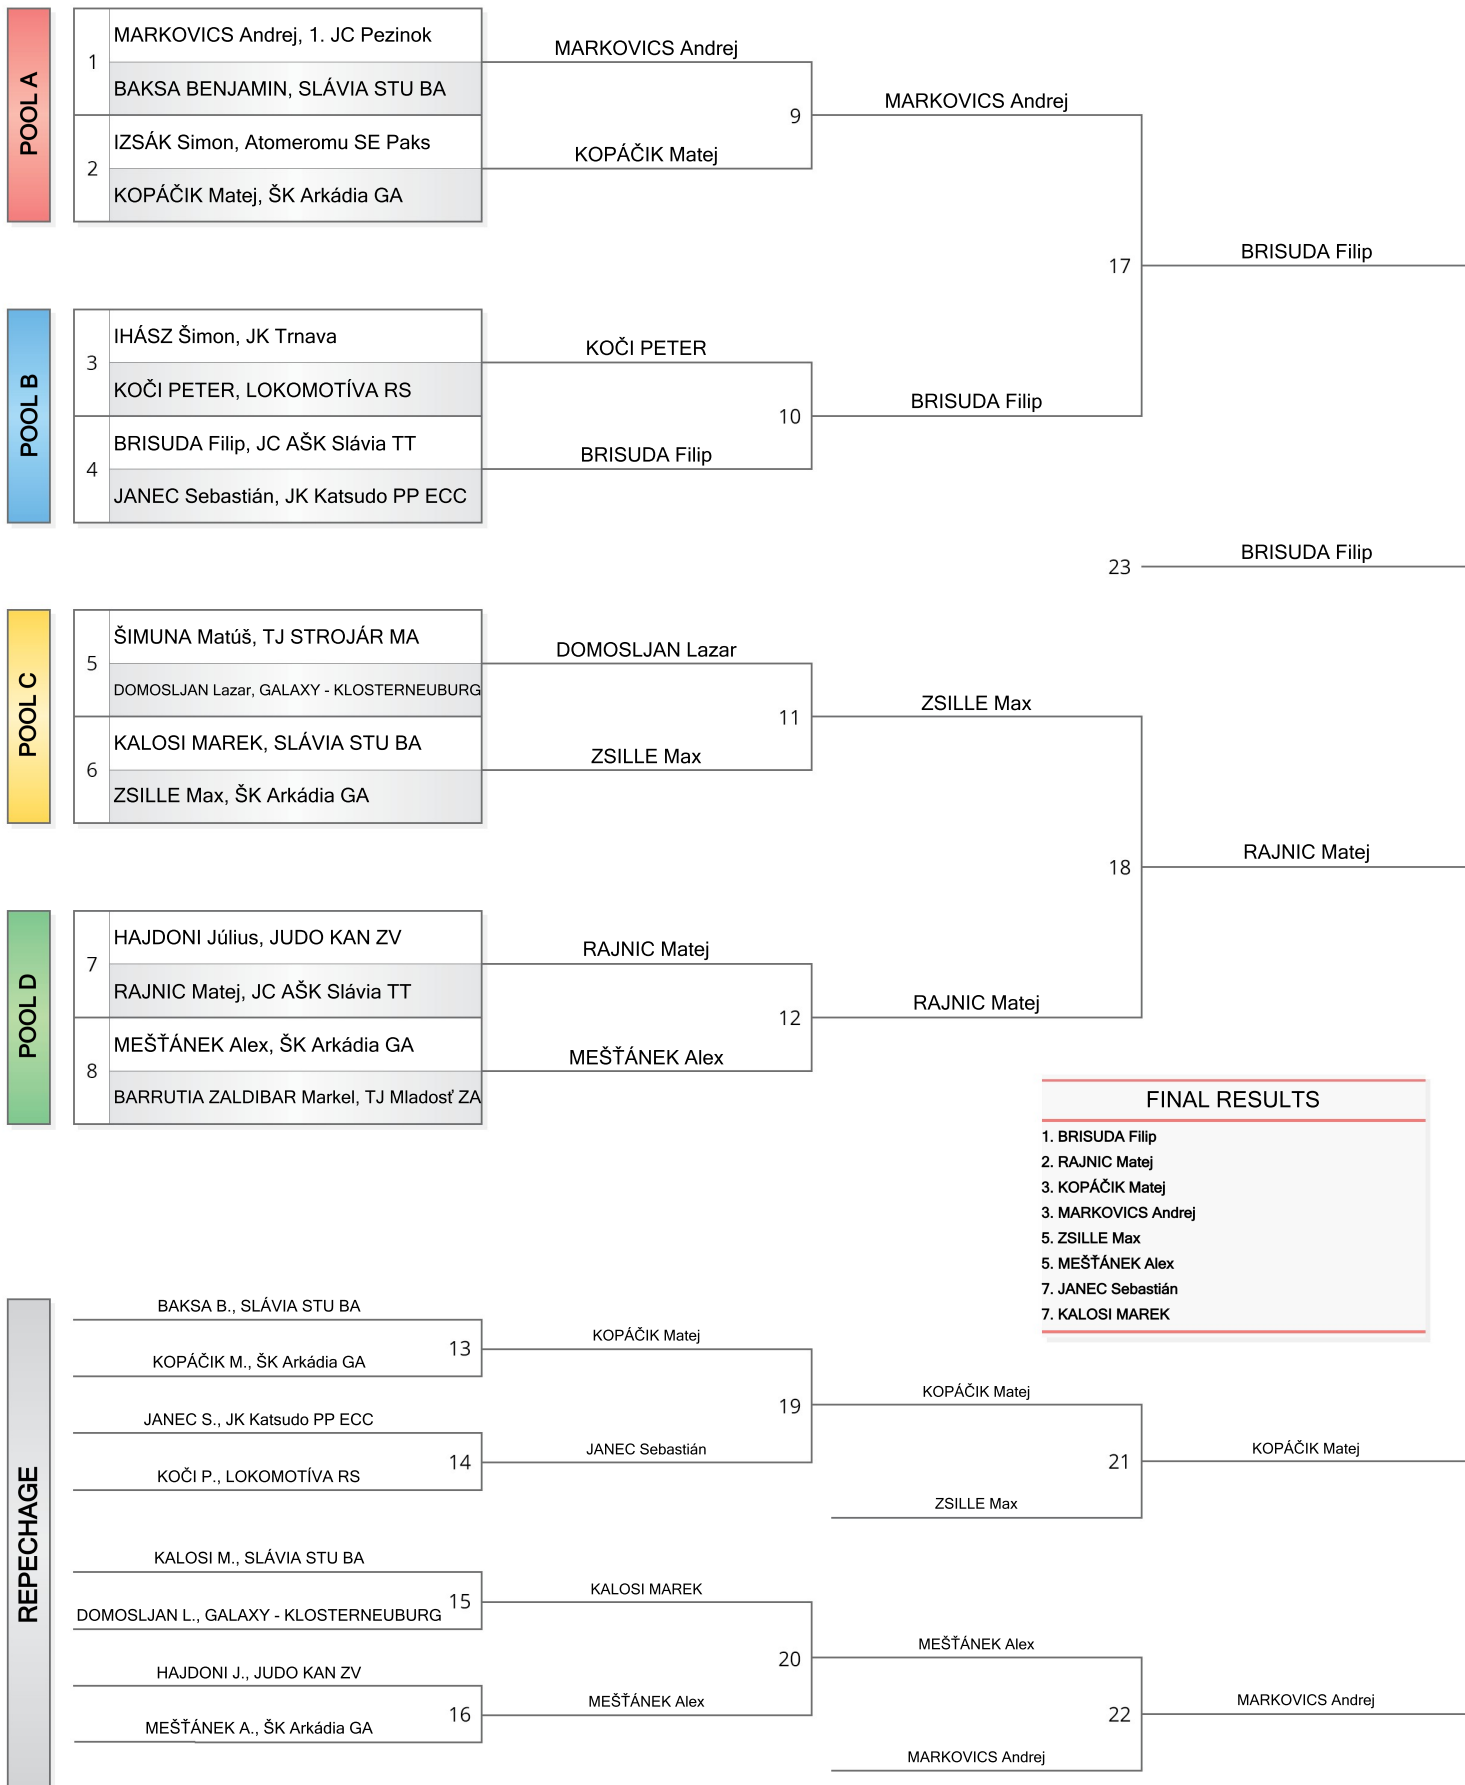 POOL A
1
MARKOVICS Andrej, 1. JC Pezinok
BAKSA BENJAMIN, SLÁVIA STU BA
2
IZSÁK Simon, Atomeromu SE Paks
KOPÁČIK Matej, ŠK Arkádia GA
MARKOVICS Andrej
KOPÁČIK Matej
9
MARKOVICS Andrej
17
BRISUDA Filip
POOL B
3
IHÁSZ Šimon, JK Trnava
KOČI PETER, LOKOMOTÍVA RS
4
BRISUDA Filip, JC AŠK Slávia TT
JANEC Sebastián, JK Katsudo PP ECC
KOČI PETER
BRISUDA Filip
10
BRISUDA Filip
23
BRISUDA Filip
POOL C
5
ŠIMUNA Matúš, TJ STROJÁR MA
DOMOSLJAN Lazar, GALAXY - KLOSTERNEUBURG
6
KALOSI MAREK, SLÁVIA STU BA
ZSILLE Max, ŠK Arkádia GA
DOMOSLJAN Lazar
ZSILLE Max
11
ZSILLE Max
18
RAJNIC Matej
POOL D
7
HAJDONI Július, JUDO KAN ZV
RAJNIC Matej, JC AŠK Slávia TT
8
MEŠŤÁNEK Alex, ŠK Arkádia GA
BARRUTIA ZALDIBAR Markel, TJ Mladosť ZA
RAJNIC Matej
MEŠŤÁNEK Alex
12
RAJNIC Matej
FINAL RESULTS
1. BRISUDA Filip
2. RAJNIC Matej
3. KOPÁČIK Matej
3. MARKOVICS Andrej
5. ZSILLE Max
5. MEŠŤÁNEK Alex
7. JANEC Sebastián
7. KALOSI MAREK
REPECHAGE
BAKSA B., SLÁVIA STU BA
13
KOPÁČIK M., ŠK Arkádia GA
JANEC S., JK Katsudo PP ECC
14
KOČI P., LOKOMOTÍVA RS
KOPÁČIK Matej
19
JANEC Sebastián
KOPÁČIK Matej
21
ZSILLE Max
KOPÁČIK Matej
KALOSI M., SLÁVIA STU BA
15
DOMOSLJAN L., GALAXY - KLOSTERNEUBURG
HAJDONI J., JUDO KAN ZV
16
MEŠŤÁNEK A., ŠK Arkádia GA
KALOSI MAREK
20
MEŠŤÁNEK Alex
MEŠŤÁNEK Alex
22
MARKOVICS Andrej
MARKOVICS Andrej